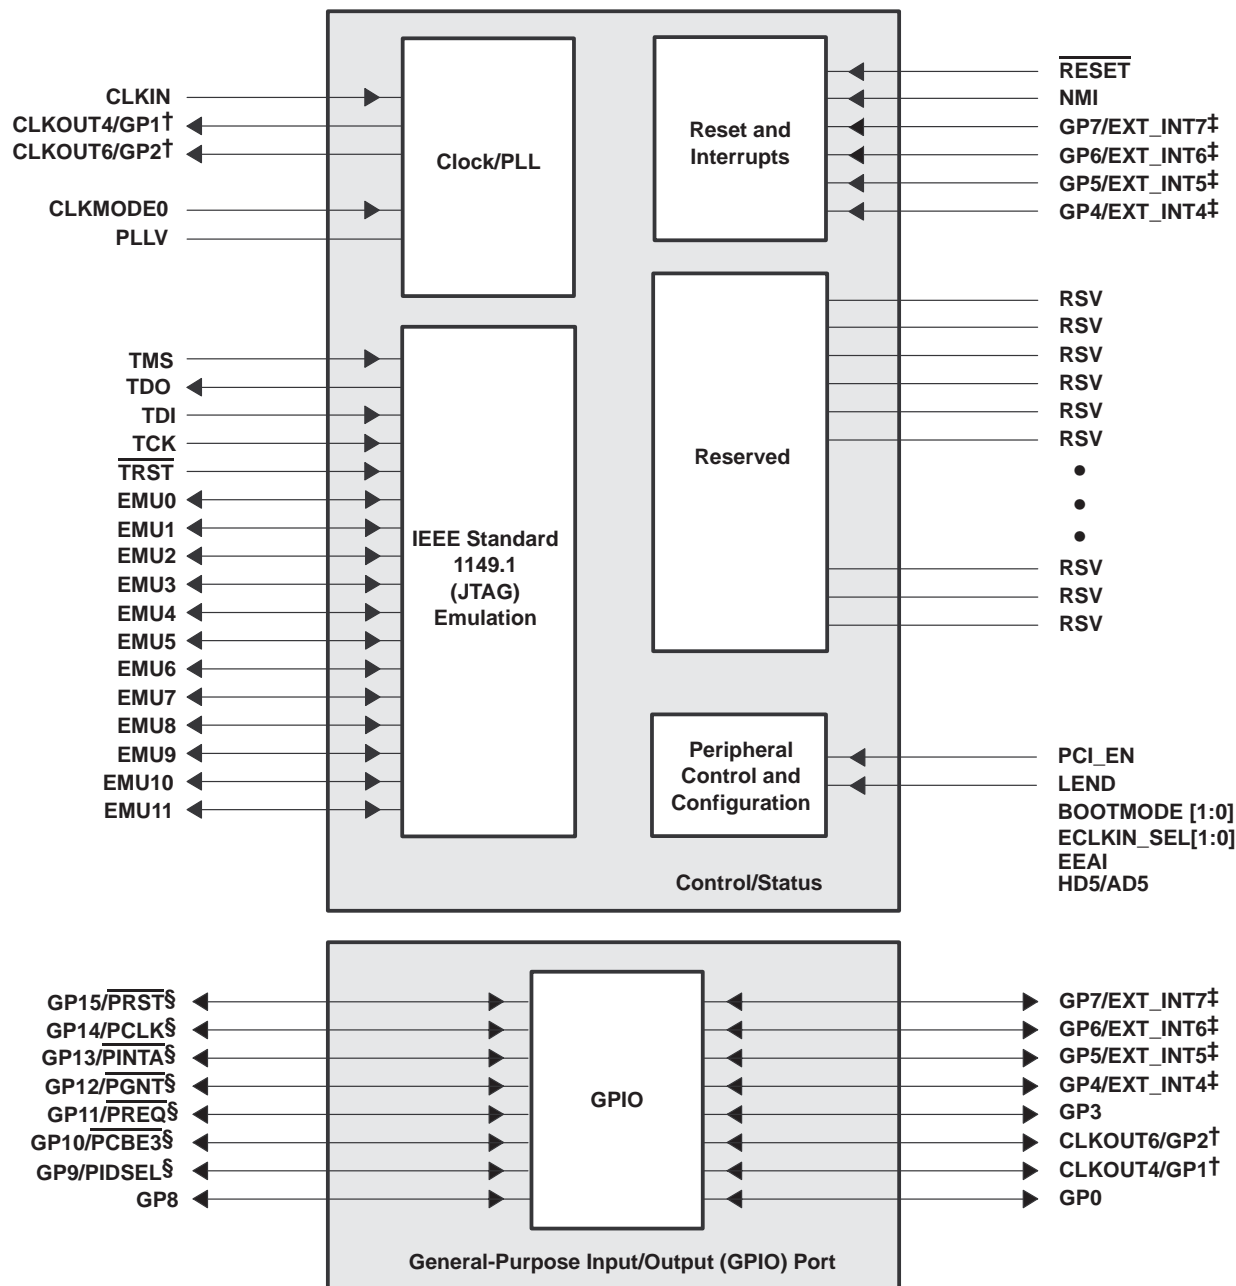 CLKIN
CLKOUT4/GP1†
CLKOUT6/GP2†
CLKMODE0
PLLV
Clock/PLL
Reset and
Interrupts
RESET
NMI
GP7/EXT_INT7‡
GP6/EXT_INT6‡
GP5/EXT_INT5‡
GP4/EXT_INT4‡
TMS
TDO
TDI
TCK
TRST
EMU0
EMU1
EMU2
EMU3
EMU4
EMU5
EMU6
EMU7
EMU8
EMU9
EMU10
EMU11
IEEE Standard
1149.1
(JTAG)
Emulation
Reserved
RSV
RSV
RSV
RSV
RSV
RSV
RSV
RSV
RSV
Peripheral
Control and
Configuration
PCI_EN
LEND
BOOTMODE [1:0]
ECLKIN_SEL[1:0]
EEAI
HD5/AD5
Control/Status
GP15/PRST§
GP14/PCLK§
GP13/PINTA§
GP12/PGNT§
GP11/PREQ§
GP10/PCBE3§
GP9/PIDSEL§
GP8
GPIO
GP7/EXT_INT7‡
GP6/EXT_INT6‡
GP5/EXT_INT5‡
GP4/EXT_INT4‡
GP3
CLKOUT6/GP2†
CLKOUT4/GP1†
GP0
General-Purpose Input/Output (GPIO) Port